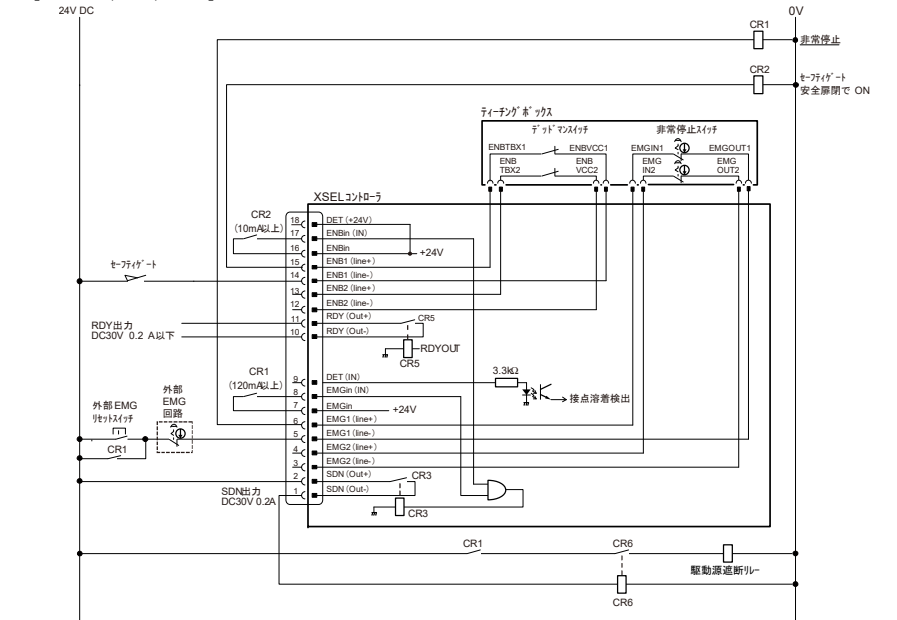 24V DC
0V
CR1
非常停止
CR2
ｾｰﾌﾃｨｹﾞｰﾄ
安全扉閉で ON
ﾃｨｰﾁﾝｸﾞﾎﾞｯｸｽ
ﾃﾞｯﾄﾞﾏﾝｽｲｯﾁ
非常停止ｽｲｯﾁ
ENBTBX1
ENBVCC1
EMGIN1
EMGOUT1
ENB
TBX2
ENB
VCC2
EMG
IN2
EMG
OUT2
XSELｺﾝﾄﾛｰﾗ
CR2
(10mA以上)
18
DET (+24V)
17
ENBin (IN)
16
ENBin
+24V
15
ENB1 (line+)
ｾｰﾌﾃｨｹﾞｰﾄ
14
ENB1 (line-)
13
ENB2 (line+)
12
ENB2 (line-)
RDY出力
DC30V 0.2 A以下
11
RDY (Out+)
CR5
10
RDY (Out-)
RDYOUT
CR5
CR1
(120mA以上)
9
DET (IN)
3.3kΩ
8
EMGin (IN)
接点溶着検出
7
EMGin
+24V
外部EMG
ﾘｾｯﾄｽｲｯﾁ
外部
EMG
回路
CR1
6
EMG1 (line+)
5
EMG1 (line-)
4
EMG2 (line+)
3
EMG2 (line-)
2
SDN (Out+)
CR3
SDN出力
DC30V 0.2A
1
SDN (Out-)
CR3
CR1
CR6
駆動源遮断ﾘﾚｰ
CR6